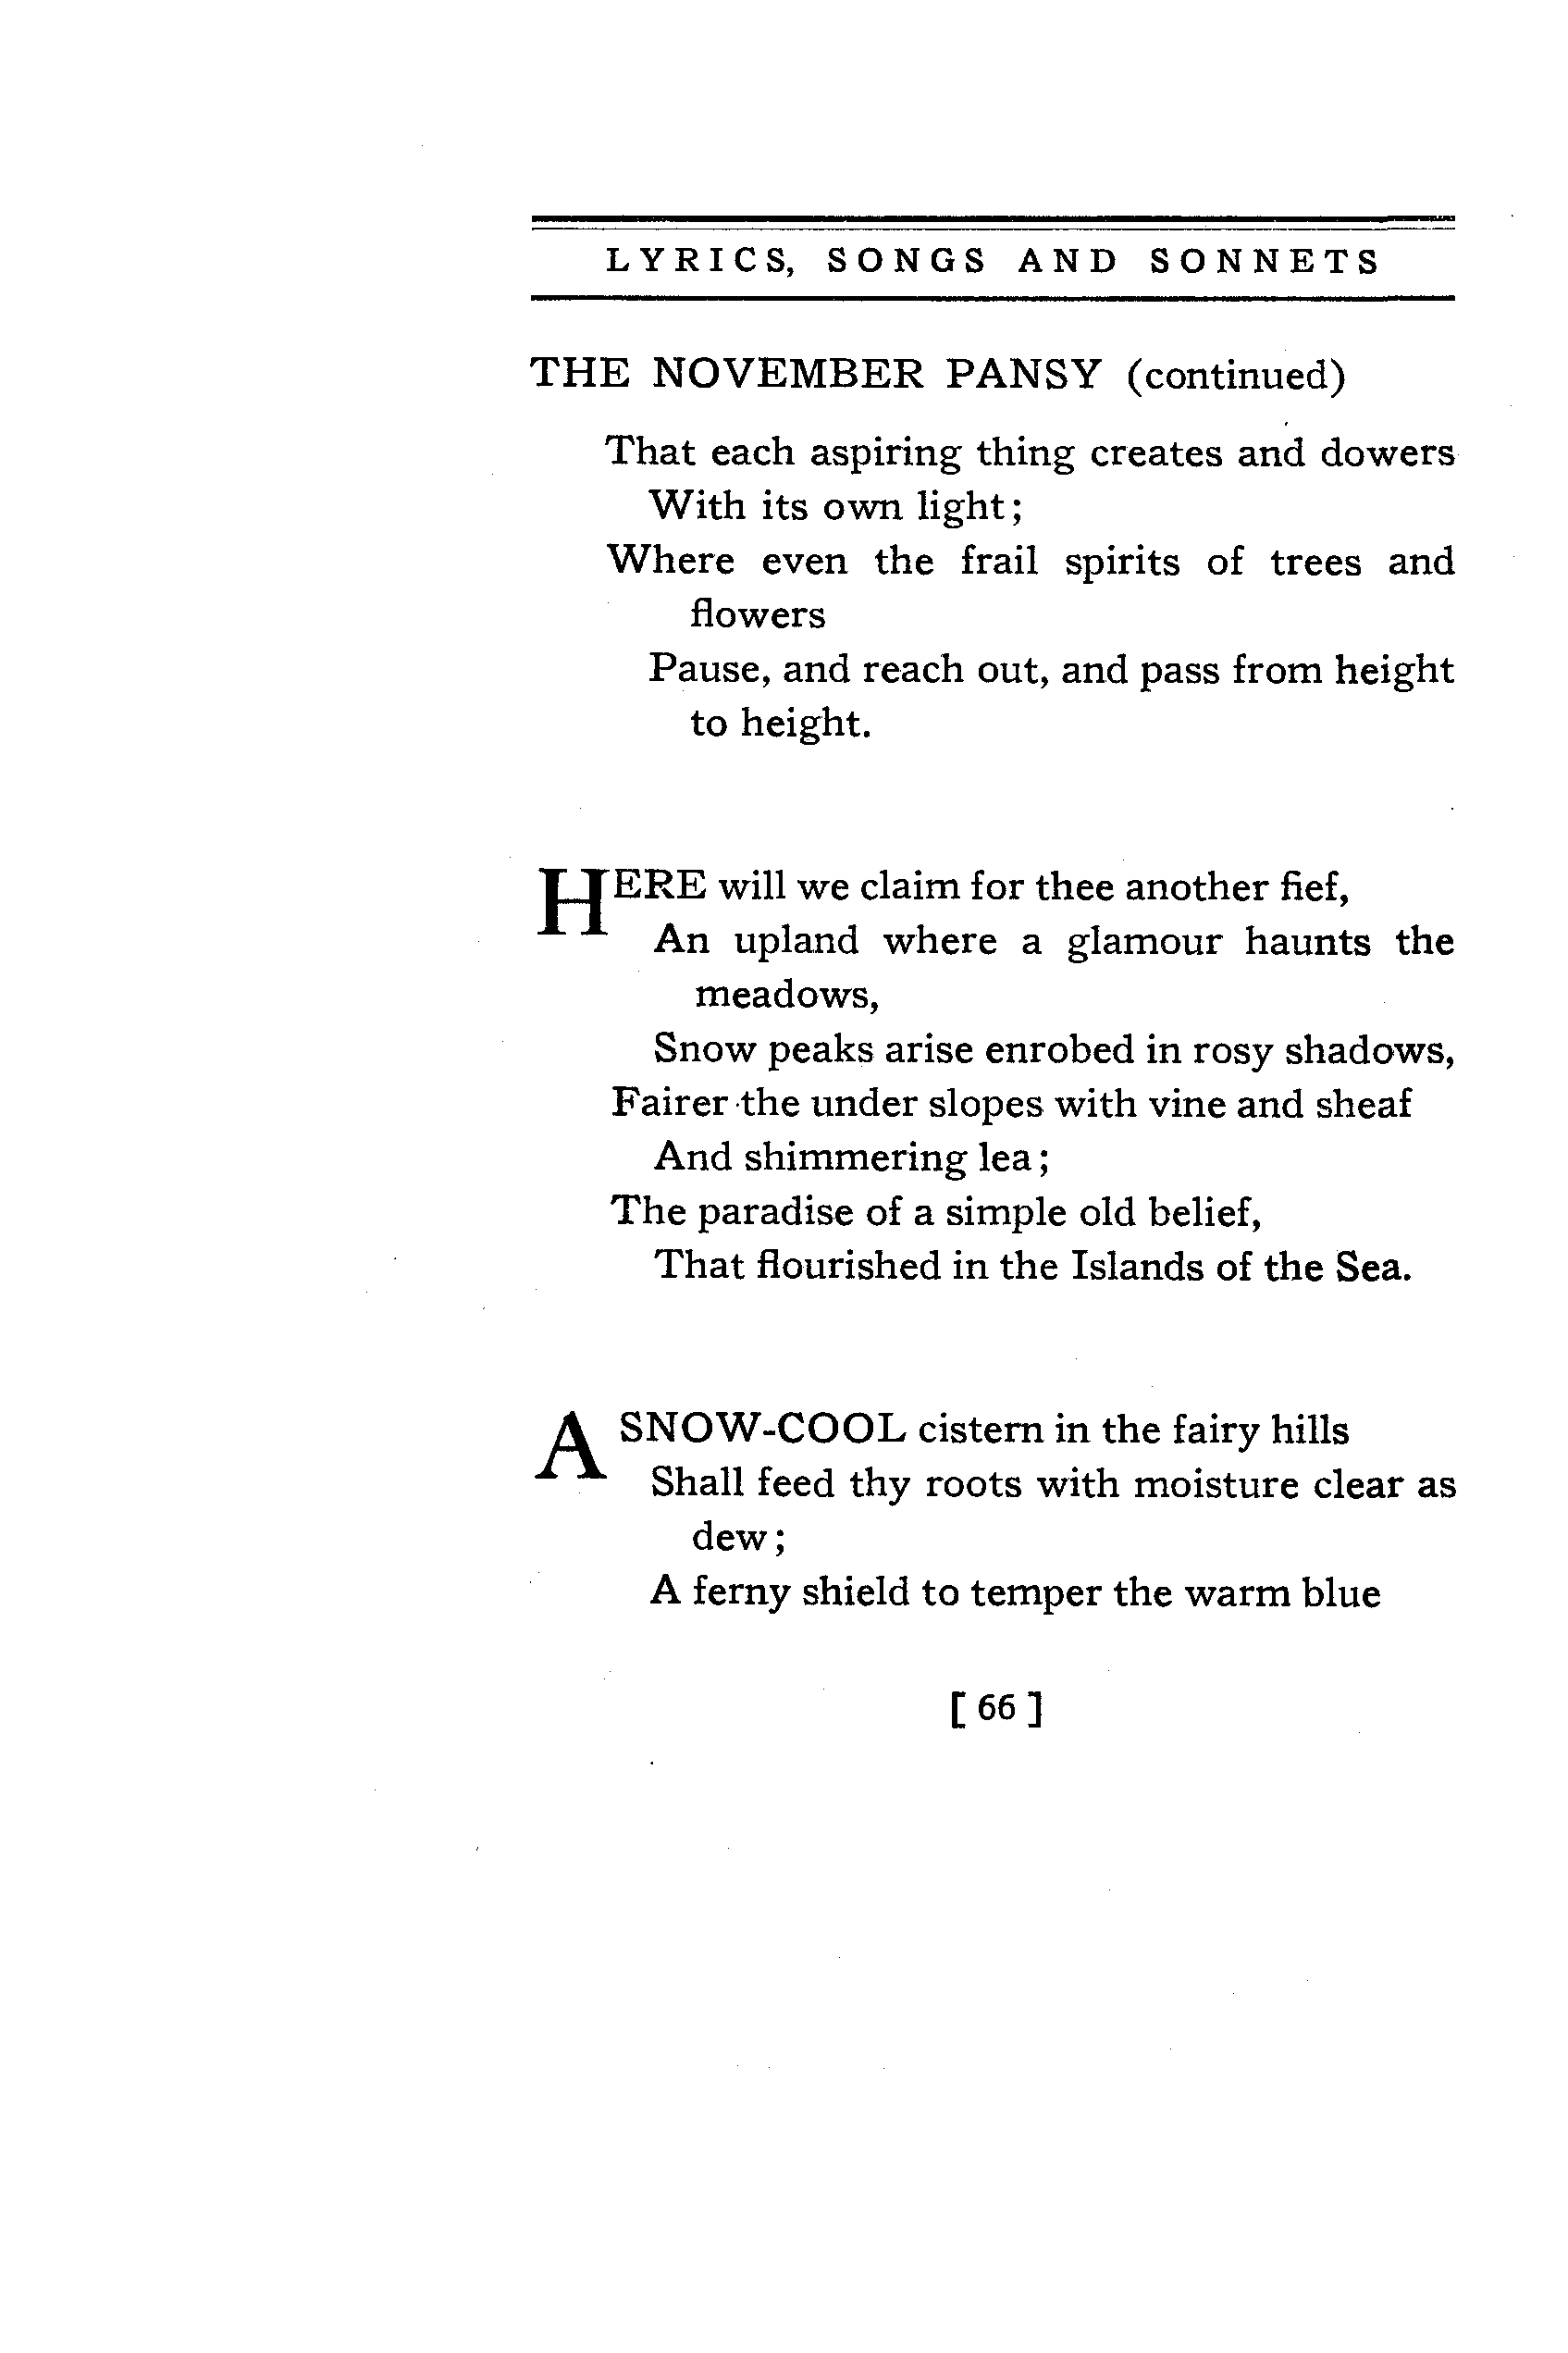 LYRICS, SONGS AND SONNETS
THE NOVEMBER PANSY (continued)
That each aspiring thing creates and dowers
With its own light;
Where even the frail spirits of trees and
flowers
Pause, and reach out, and pass from height
to height.
HERE will we claim for thee another fief,
An upland where a glamour haunts the
meadows,
Snow peaks arise enrobed in rosy shadows,
Fairer the under slopes with vine and sheaf
And shimmering lea;
The paradise of a simple old belief,
That flourished in the Islands of the Sea.
A SNOW-COOL cistern in the fairy hills
Shall feed thy roots with moisture clear as
dew;
A ferny shield to temper the warm blue
[ 66 ]